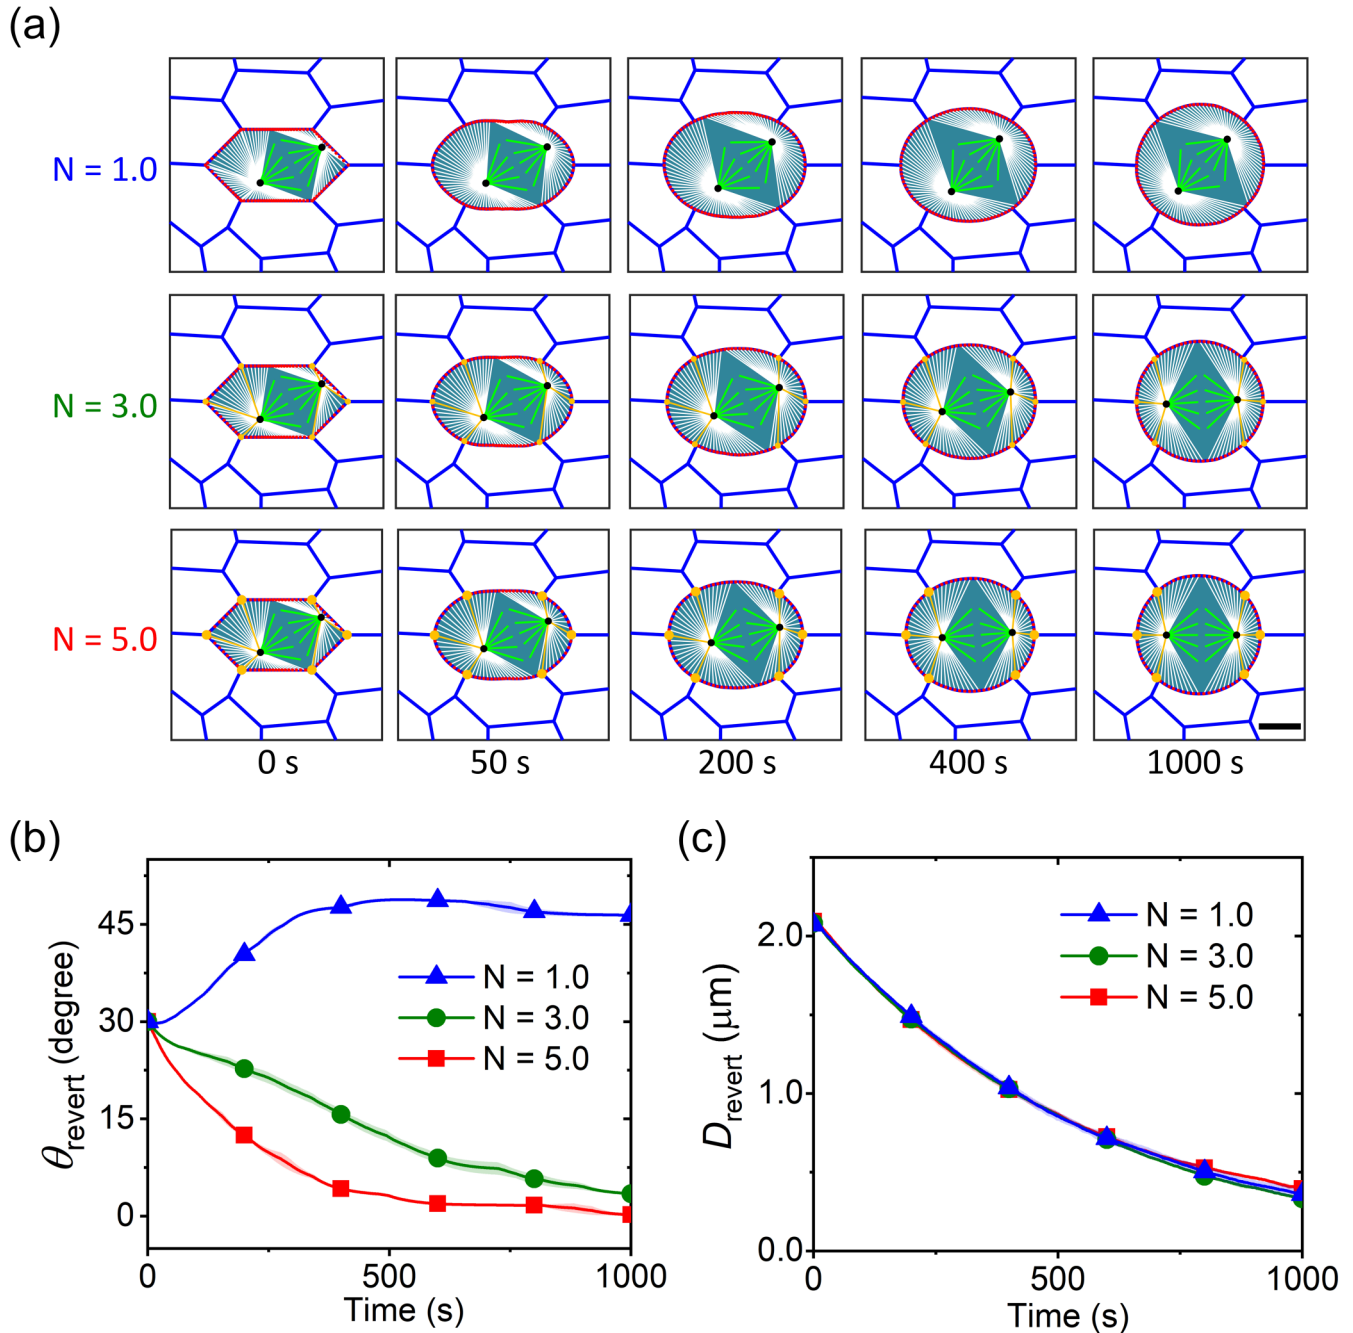 (a)
N = 1.0
N = 3.0
N = 5.0
0 s 50 s 200 s 400 s 1000 s
(b)
θrevert (degree)
45
30
15
0
0 500 1000
Time (s)
N = 1.0
N = 3.0
N = 5.0
(c)
Drevert (μm)
2.0
1.0
0.0
0 500 1000
Time (s)
N = 1.0
N = 3.0
N = 5.0